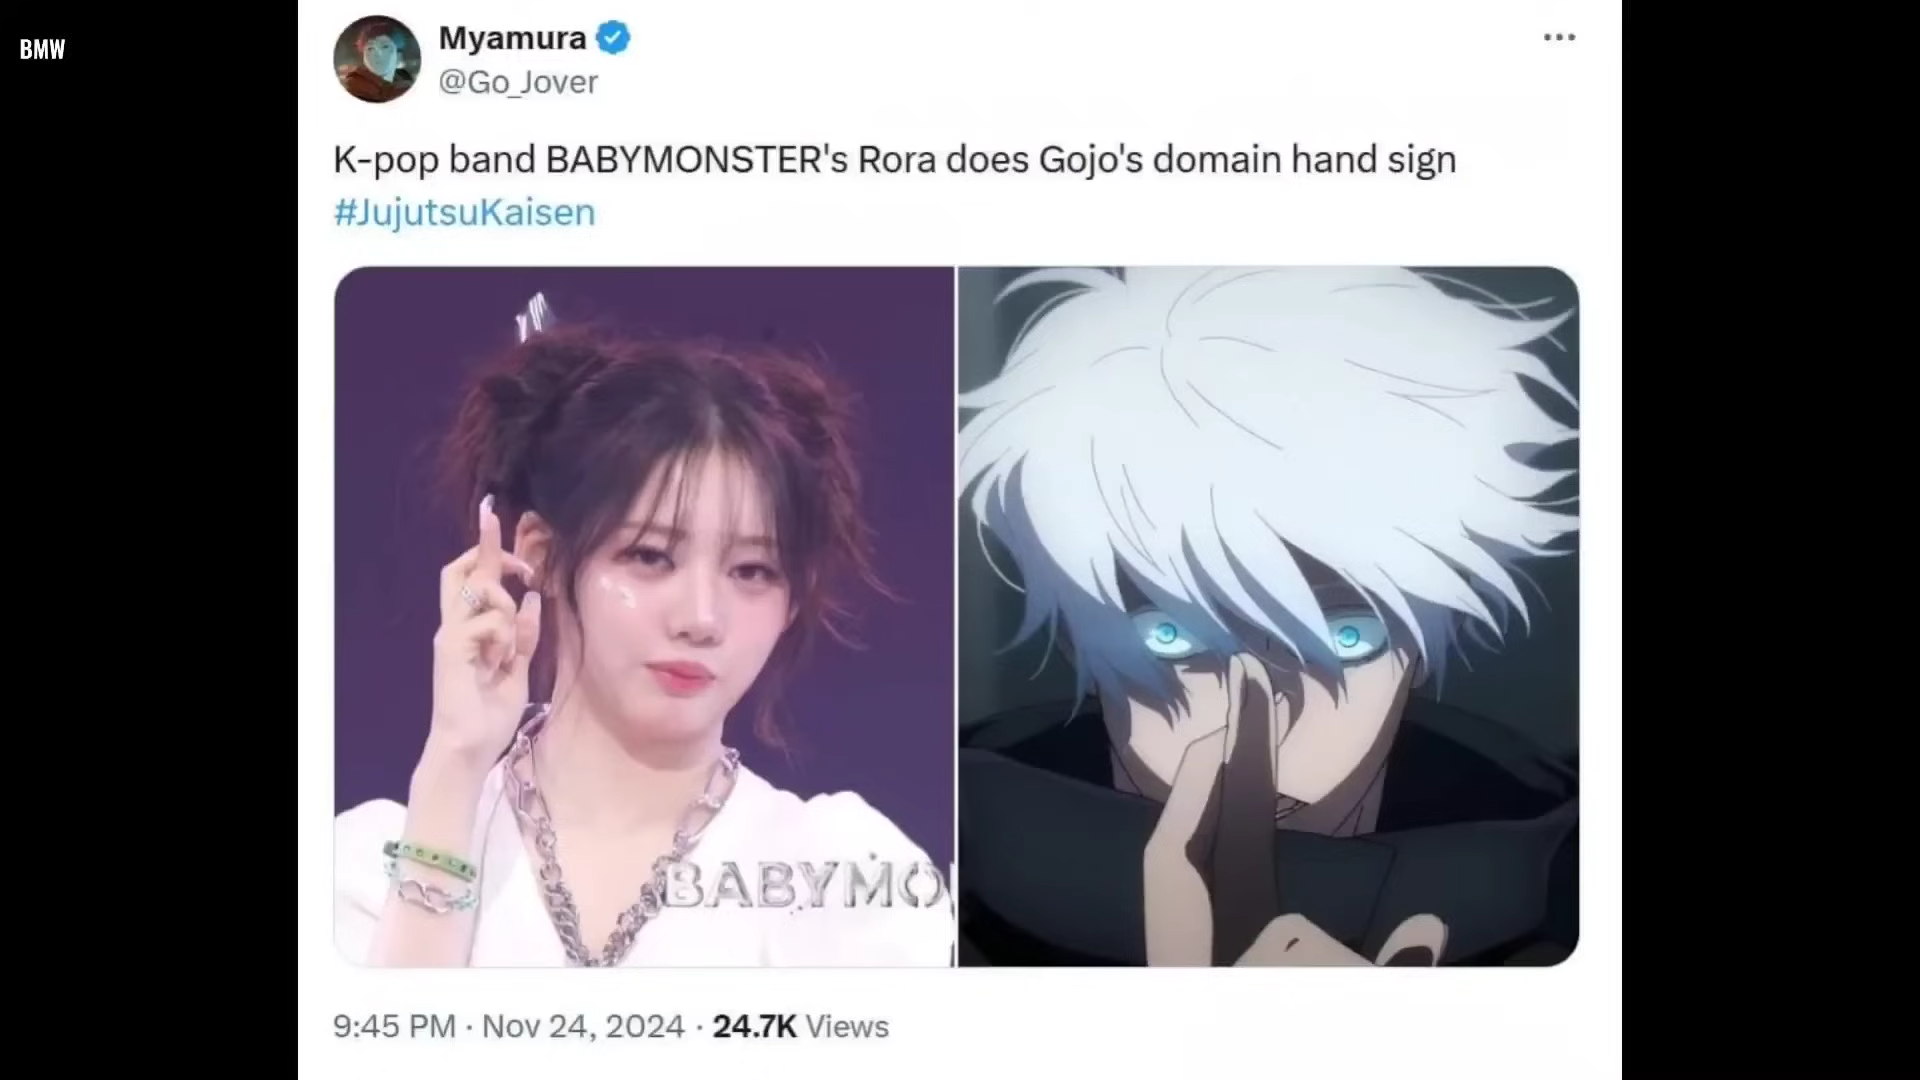 BMW
Myamura
@Go_Jover
K-pop band BABYMONSTER's Rora does Gojo's domain hand sign
#JujutsuKaisen
BABYMO
9:45 PM · Nov 24, 2024 · 24.7K Views